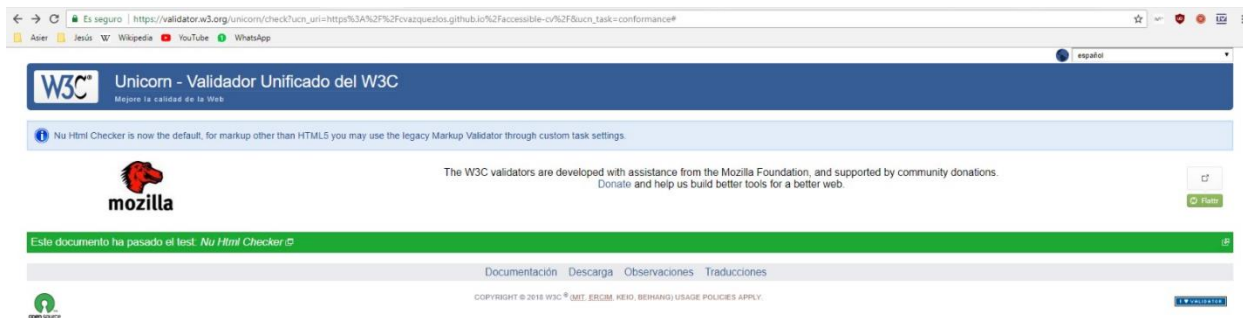 Es seguro | https://validator.w3.org/unicorn/check?ucn_uri=https%3A%2F%2Fcvazquezlos.github.io%2Faccessible-cv%2F&ucn_task=conformance#
Asier Jesús W Wikipedia YouTube WhatsApp
español
W3C® Unicorn - Validador Unificado del W3C
Mejore la calidad de la Web
Nu Html Checker is now the default, for markup other than HTML5 you may use the legacy Markup Validator through custom task settings.
mozilla
The W3C validators are developed with assistance from the Mozilla Foundation, and supported by community donations.
Donate and help us build better tools for a better web.
Flattr
Este documento ha pasado el test: Nu Html Checker
Documentación Descarga Observaciones Traducciones
COPYRIGHT © 2018 W3C ® (MIT, ERCIM, KEIO, BEIHANG) USAGE POLICIES APPLY.
open source
I ♥ VALIDATOR